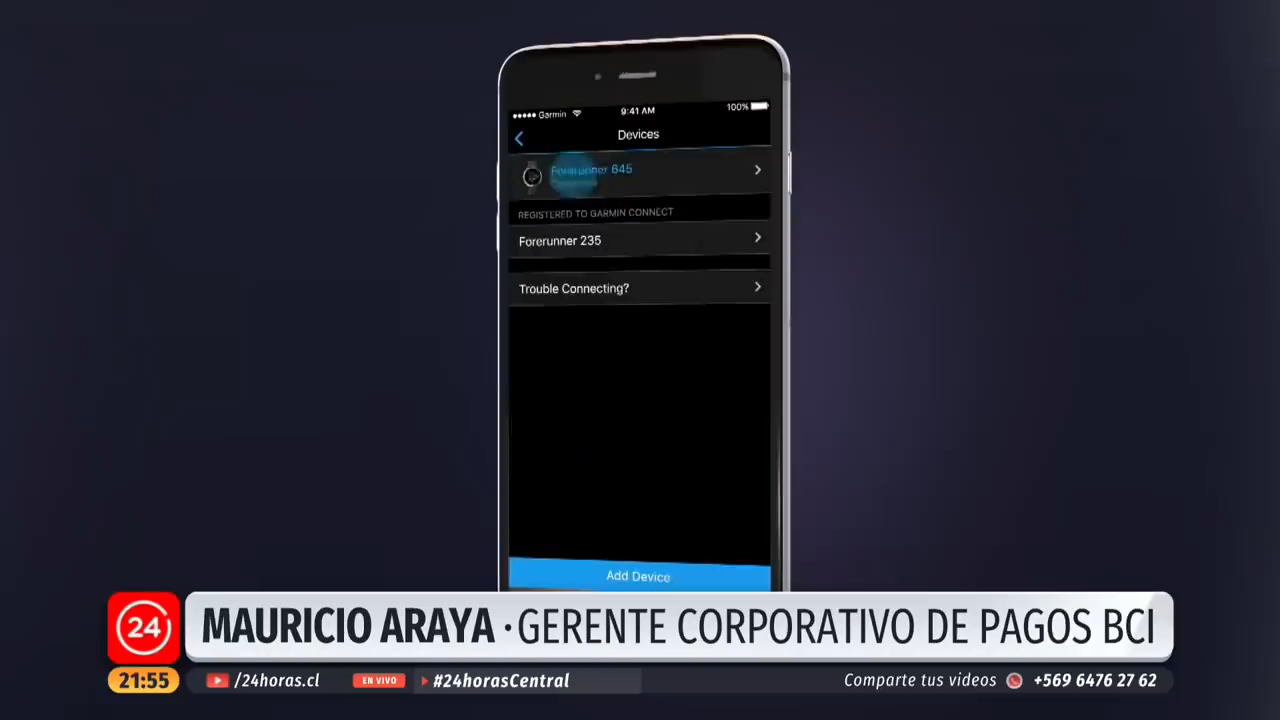 ●●●●● Garmin 9:41 AM 100%
Devices
Forerunner 645
REGISTERED TO GARMIN CONNECT
Forerunner 235
Trouble Connecting?
Add Device
24 MAURICIO ARAYA · GERENTE CORPORATIVO DE PAGOS BCI
21:55 /24horas.cl EN VIVO #24horasCentral Comparte tus videos +569 6476 27 62